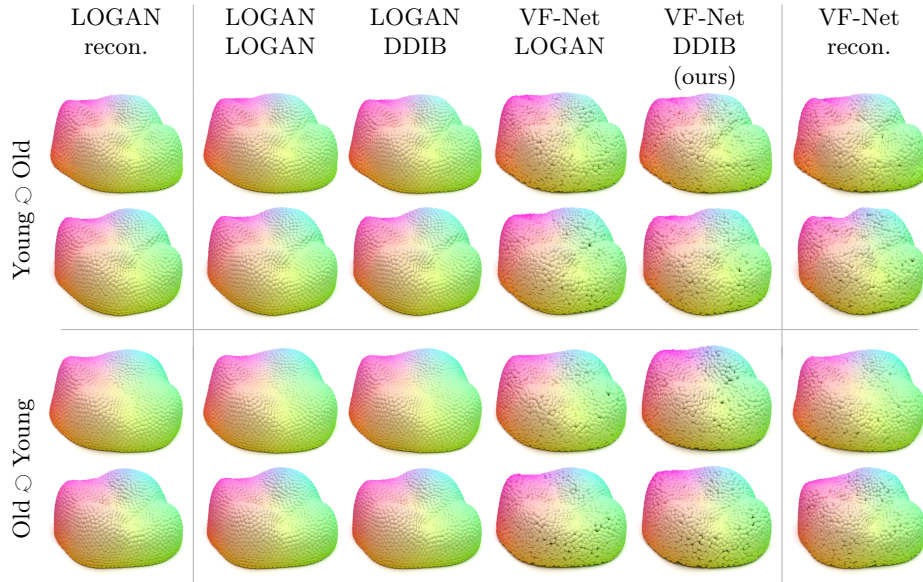 LOGAN
recon.
LOGAN
LOGAN
LOGAN
DDIB
VF-Net
LOGAN
VF-Net
DDIB
(ours)
VF-Net
recon.
Young ↻ Old
Old ↻ Young